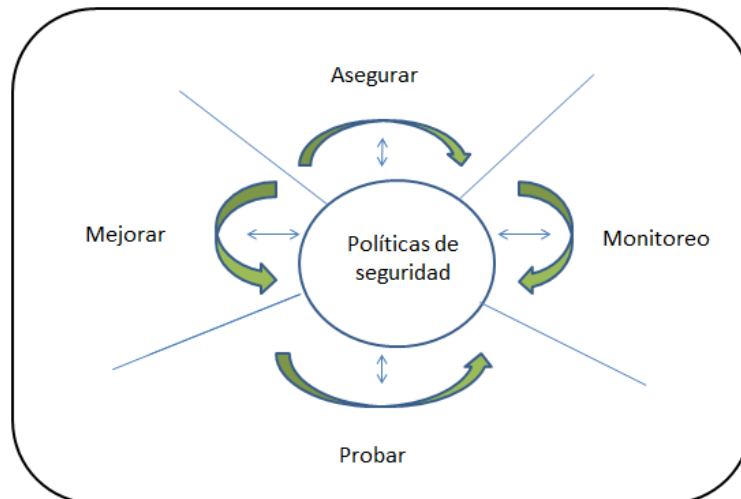 Asegurar
Mejorar
Políticas de
seguridad
Monitoreo
Probar